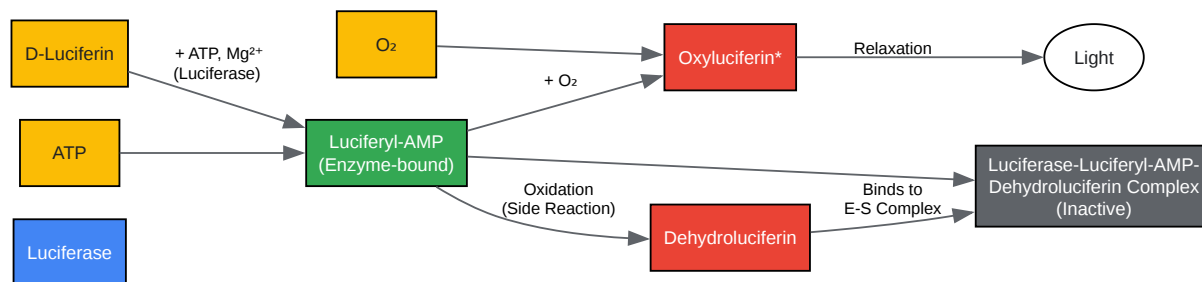 D-Luciferin
+ ATP, Mg²⁺
(Luciferase)
O₂
Oxyluciferin*
Relaxation
Light
+ O₂
ATP
Luciferyl-AMP
(Enzyme-bound)
Oxidation
(Side Reaction)
Dehydroluciferin
Binds to
E-S Complex
Luciferase-Luciferyl-AMP-
Dehydroluciferin Complex
(Inactive)
Luciferase